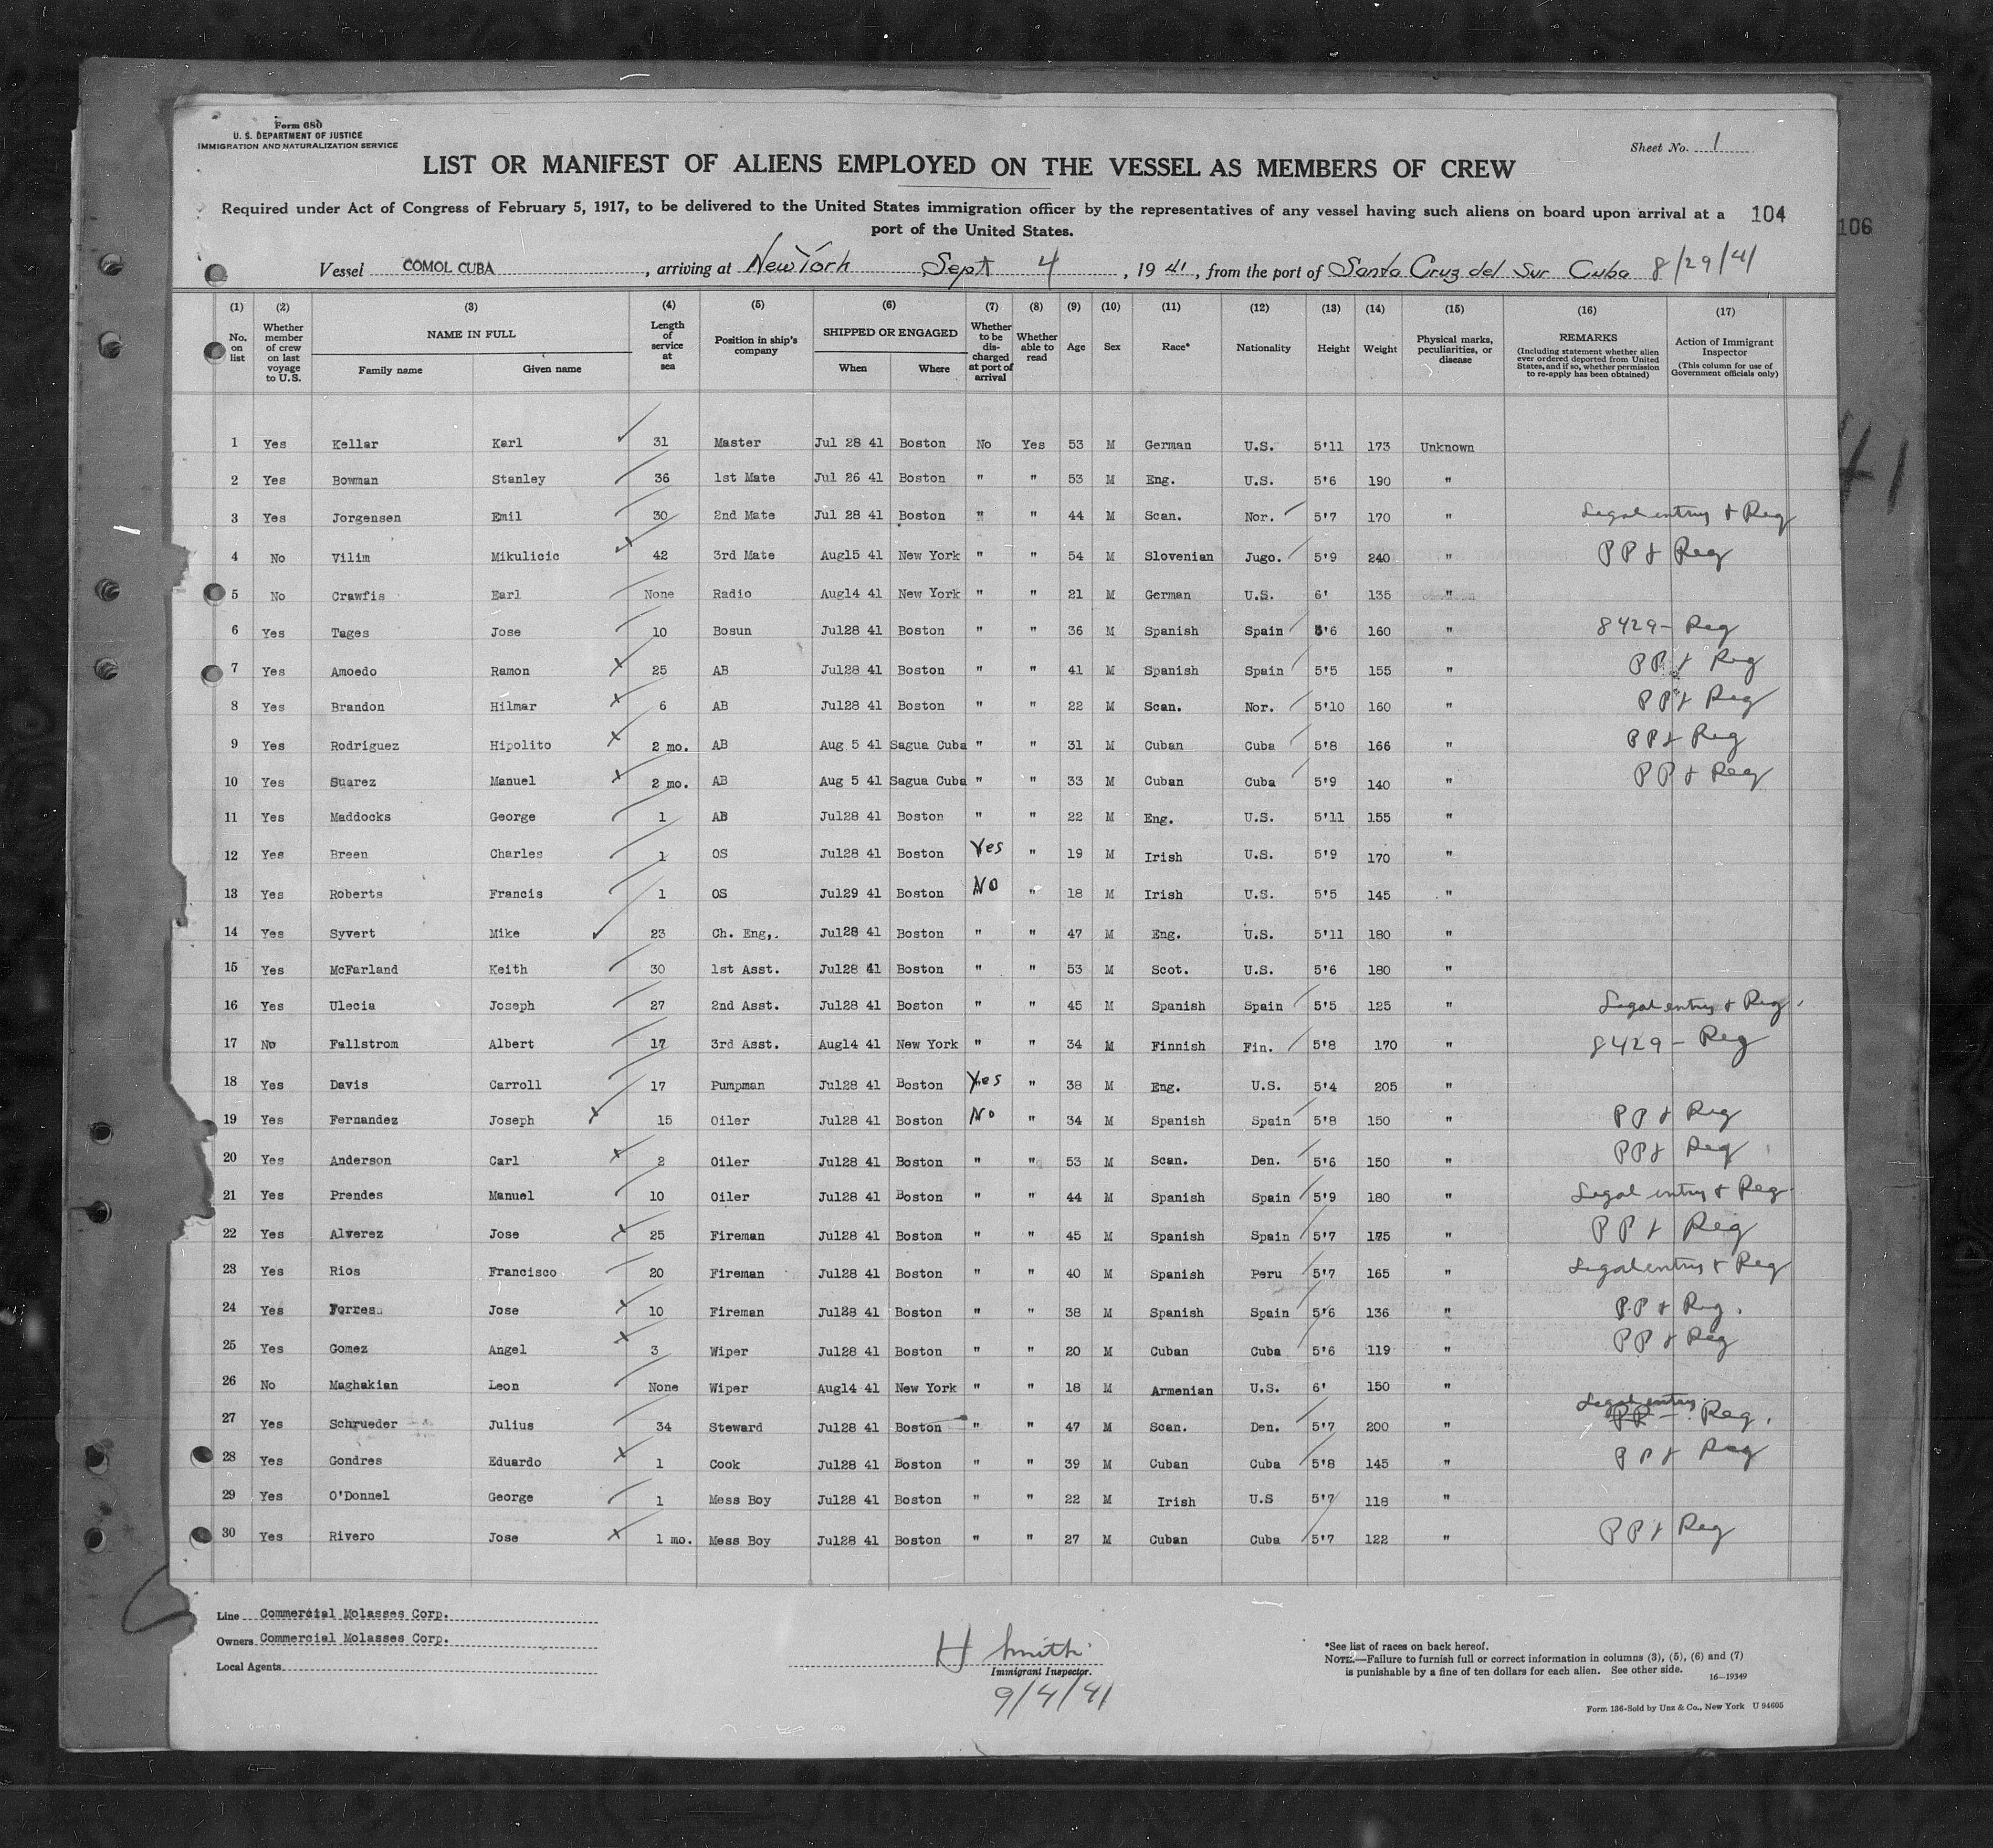 Form 680
U. S. DEPARTMENT OF JUSTICE
IMMIGRATION AND NATURALIZATION SERVICE
Sheet No. 1
LIST OR MANIFEST OF ALIENS EMPLOYED ON THE VESSEL AS MEMBERS OF CREW
Required under Act of Congress of February 5, 1917, to be delivered to the United States immigration officer by the representatives of any vessel having such aliens on board upon arrival at a
port of the United States.
104
106
Vessel COMOL CUBA, arriving at New York Sept 4, 1941, from the port of Santa Cruz del Sur Cuba 8/29/41
(1) No. on list (2) Whether member of crew on last voyage to U.S. (3) NAME IN FULL Family name Given name (4) Length of service at sea (5) Position in ship's company (6) SHIPPED OR ENGAGED When Where (7) Whether to be discharged at port of arrival (8) Whether able to read (9) Age (10) Sex (11) Race* (12) Nationality (13) Height (14) Weight (15) Physical marks, peculiarities, or disease (16) REMARKS (Including statement whether alien ever ordered deported from United States, and if so, whether permission to re-apply has been obtained) (17) Action of Immigrant Inspector (This column for use of Government officials only)
1 Yes Kellar Karl 31 Master Jul 28 41 Boston No Yes 53 M German U.S. 5'11 173 Unknown
2 Yes Bowman Stanley 36 1st Mate Jul 26 41 Boston " " 53 M Eng. U.S. 5'6 190 "
3 Yes Jorgensen Emil 30 2nd Mate Jul 28 41 Boston " " 44 M Scan. Nor. 5'7 170 " Legal entry & Reg
4 No Vilim Mikulicic 42 3rd Mate Aug15 41 New York " " 54 M Slovenian Jugo. 5'9 240 " PP & Reg
5 No Crawfis Earl None Radio Aug14 41 New York " " 21 M German U.S. 6' 135 "
6 Yes Tages Jose 10 Bosun Jul28 41 Boston " " 36 M Spanish Spain 5'6 160 " 8429 - Reg
7 Yes Amoedo Ramon 25 AB Jul28 41 Boston " " 41 M Spanish Spain 5'5 155 " PP & Reg
8 Yes Brandon Hilmar 6 AB Jul28 41 Boston " " 22 M Scan. Nor. 5'10 160 " PP & Reg
9 Yes Rodriguez Hipolito 2 mo. AB Aug 5 41 Sagua Cuba " " 31 M Cuban Cuba 5'8 166 " PP & Reg
10 Yes Suarez Manuel 2 mo. AB Aug 5 41 Sagua Cuba " " 33 M Cuban Cuba 5'9 140 " PP & Reg
11 Yes Maddocks George 1 AB Jul28 41 Boston " " 22 M Eng. U.S. 5'11 155 "
12 Yes Breen Charles 1 OS Jul28 41 Boston Yes " 19 M Irish U.S. 5'9 170 "
13 Yes Roberts Francis 1 OS Jul29 41 Boston No " 18 M Irish U.S. 5'5 145 "
14 Yes Syvert Mike 23 Ch. Eng,. Jul28 41 Boston " " 47 M Eng. U.S. 5'11 180 "
15 Yes McFarland Keith 30 1st Asst. Jul28 41 Boston " " 53 M Scot. U.S. 5'6 180 "
16 Yes Ulecia Joseph 27 2nd Asst. Jul28 41 Boston " " 45 M Spanish Spain 5'5 125 " Legal entry & Reg.
17 No Fallstrom Albert 17 3rd Asst. Aug14 41 New York " " 34 M Finnish Fin. 5'8 170 " 8429 - Reg
18 Yes Davis Carroll 17 Pumpman Jul28 41 Boston Yes " 38 M Eng. U.S. 5'4 205 "
19 Yes Fernandez Joseph 15 Oiler Jul28 41 Boston No " 34 M Spanish Spain 5'8 150 " PP & Reg
20 Yes Anderson Carl 2 Oiler Jul28 41 Boston " " 53 M Scan. Den. 5'6 150 " PP & Reg
21 Yes Prendes Manuel 10 Oiler Jul28 41 Boston " " 44 M Spanish Spain 5'9 180 " Legal entry & Reg.
22 Yes Alverez Jose 25 Fireman Jul28 41 Boston " " 45 M Spanish Spain 5'7 175 " PP & Reg
23 Yes Rios Francisco 20 Fireman Jul28 41 Boston " " 40 M Spanish Peru 5'7 165 " Legal entry & Reg
24 Yes Forres Jose 10 Fireman Jul28 41 Boston " " 38 M Spanish Spain 5'6 136 " PP & Reg.
25 Yes Gomez Angel 3 Wiper Jul28 41 Boston " " 20 M Cuban Cuba 5'6 119 " PP & Reg
26 No Maghakian Leon None Wiper Aug14 41 New York " " 18 M Armenian U.S. 6' 150 "
27 Yes Schrueder Julius 34 Steward Jul28 41 Boston " " 47 M Scan. Den. 5'7 200 " Legal entry PP - Reg.
28 Yes Gondres Eduardo 1 Cook Jul28 41 Boston " " 39 M Cuban Cuba 5'8 145 " PP & Reg
29 Yes O'Donnel George 1 Mess Boy Jul28 41 Boston " " 22 M Irish U.S 5'7 118 "
30 Yes Rivero Jose 1 mo. Mess Boy Jul28 41 Boston " " 27 M Cuban Cuba 5'7 122 " PP & Reg
Line Commercial Molasses Corp.
Owners Commercial Molasses Corp.
Local Agents
H Smith
Immigrant Inspector.
9/4/41
*See list of races on back hereof.
NOTE.—Failure to furnish full or correct information in columns (3), (5), (6) and (7)
is punishable by a fine of ten dollars for each alien. See other side.
16—19349
Form 136-Sold by Unz & Co., New York U 94605
41